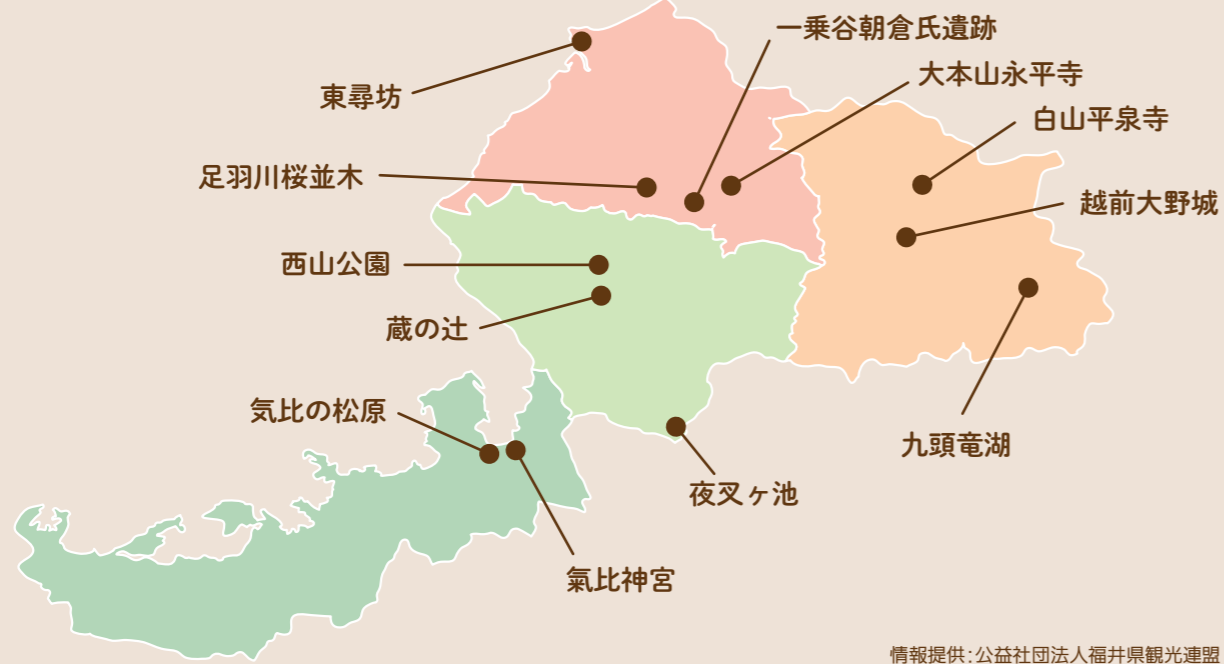 一乗谷朝倉氏遺跡
大本山永平寺
東尋坊
白山平泉寺
足羽川桜並木
越前大野城
西山公園
蔵の辻
気比の松原
九頭竜湖
夜叉ヶ池
氣比神宮
情報提供:公益社団法人福井県観光連盟